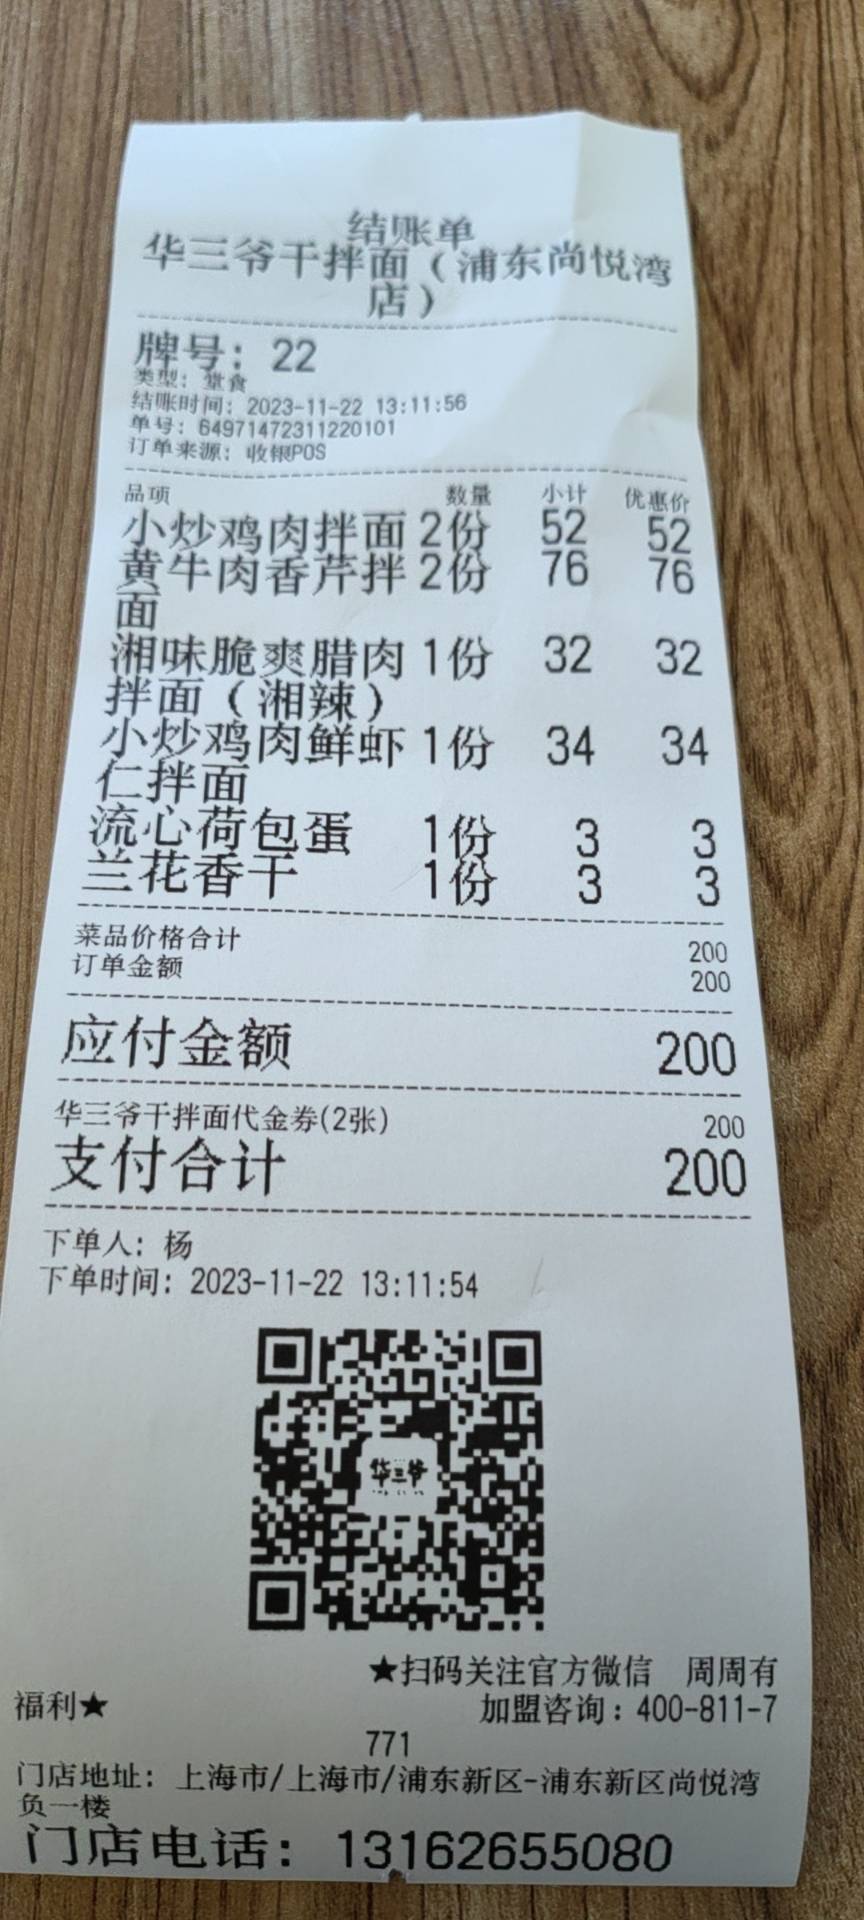 结账单
华三爷干拌面（浦东尚悦湾
店）
牌号：22
类型：堂食
结账时间：2023-11-22 13:11:56
单号：64971472311220101
订单来源：收银POS
品项 数量 小计 优惠价
小炒鸡肉拌面 2份 52 52
黄牛肉香芹拌 2份 76 76
面
湘味脆爽腊肉 1份 32 32
拌面（湘辣）
小炒鸡肉鲜虾 1份 34 34
仁拌面
流心荷包蛋 1份 3 3
兰花香干 1份 3 3
菜品价格合计 200
订单金额 200
应付金额 200
华三爷干拌面代金券(2张) 200
支付合计 200
下单人：杨
下单时间：2023-11-22 13:11:54
华三爷
★扫码关注官方微信 周周有
福利★ 加盟咨询：400-811-7
771
门店地址：上海市/上海市/浦东新区-浦东新区尚悦湾
负一楼
门店电话：13162655080